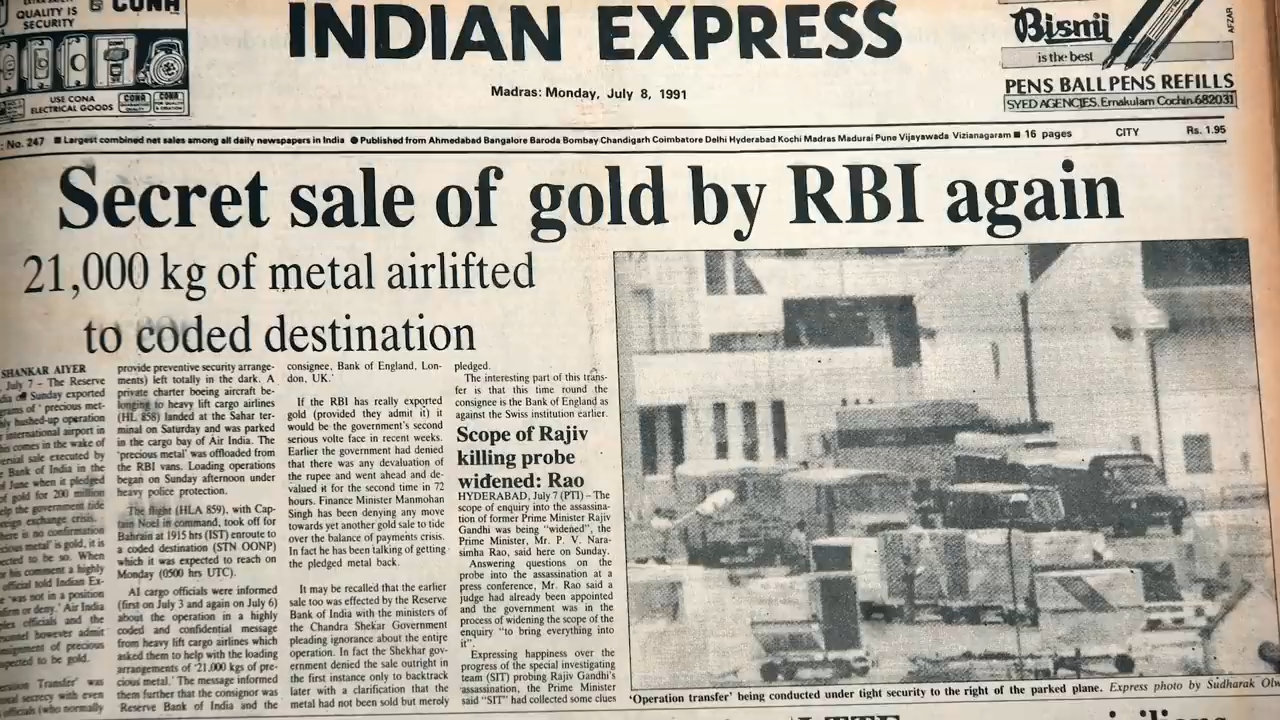 QUALITY IS
SECURITY
CONA
USE CONA
ELECTRICAL GOODS
CONA
CONA
INDIAN EXPRESS
Madras: Monday, July 8, 1991
Bismi
is the best
PENS BALLPENS REFILLS
SYED AGENCIES, Ernakulam Cochin-682031
AFZAR
: No. 247 ■ Largest combined net sales among all daily newspapers in India ● Published from Ahmedabad Bangalore Baroda Bombay Chandigarh Coimbatore Delhi Hyderabad Kochi Madras Madurai Pune Vijayawada Vizianagaram ■ 16 pages CITY Rs. 1.95
Secret sale of gold by RBI again
21,000 kg of metal airlifted
to coded destination
SHANKAR AIYER
July 7 – The Reserve
on Sunday exported
of ' precious met-
hushed-up operation
international airport in
comes in the wake of
sale executed by
Bank of India in the
June when it pledged
of gold for 200 million
help the government tide
exchange crisis.
is no confirmation
metal' is gold, it is
to be so. When
his comment a highly
official told Indian Ex-
'was not in a position
or deny.' Air India
officials and the
however admit
of precious
to be gold.
Transfer' was
secrecy with even
(who normally
provide preventive security arrange-
ments) left totally in the dark. A
private charter boeing aircraft be-
longing to heavy lift cargo airlines
(HL 858) landed at the Sahar ter-
minal on Saturday and was parked
in the cargo bay of Air India. The
'precious metal' was offloaded from
the RBI vans. Loading operations
began on Sunday afternoon under
heavy police protection.
The flight (HLA 859), with Cap-
tain Noel in command, took off for
Bahrain at 1915 hrs (IST) enroute to
a coded destination (STN OONP)
which it was expected to reach on
Monday (0500 hrs UTC).
AI cargo officials were informed
(first on July 3 and again on July 6)
about the operation in a highly
coded and confidential message
from heavy lift cargo airlines which
asked them to help with the loading
arrangements of '21,000 kgs of pre-
cious metal.' The message informed
them further that the consignor was
'Reserve Bank of India and the
consignee, Bank of England, Lon-
don, UK.'
If the RBI has really exported
gold (provided they admit it) it
would be the government's second
serious volte face in recent weeks.
Earlier the government had denied
that there was any devaluation of
the rupee and went ahead and de-
valued it for the second time in 72
hours. Finance Minister Manmohan
Singh has been denying any move
towards yet another gold sale to tide
over the balance of payments crisis.
In fact he has been talking of getting
the pledged metal back.
It may be recalled that the earlier
sale too was effected by the Reserve
Bank of India with the ministers of
the Chandra Shekar Government
pleading ignorance about the entire
operation. In fact the Shekhar gov-
ernment denied the sale outright in
the first instance only to backtrack
later with a clarification that the
metal had not been sold but merely
pledged.
The interesting part of this trans-
fer is that this time round the
consignee is the Bank of England as
against the Swiss institution earlier.
Scope of Rajiv
killing probe
widened: Rao
HYDERABAD, July 7 (PTI) – The
scope of enquiry into the assassina-
tion of former Prime Minister Rajiv
Gandhi was being "widened", the
Prime Minister, Mr. P. V. Nara-
simha Rao, said here on Sunday.
Answering questions on the
probe into the assassination at a
press conference, Mr. Rao said a
judge had already been appointed
and the government was in the
process of widening the scope of the
enquiry "to bring everything into
it".
Expressing happiness over the
progress of the special investigating
team (SIT) probing Rajiv Gandhi's
assassination, the Prime Minister
said "SIT" had collected some clues
'Operation transfer' being conducted under tight security to the right of the parked plane. Express photo by Sudharak